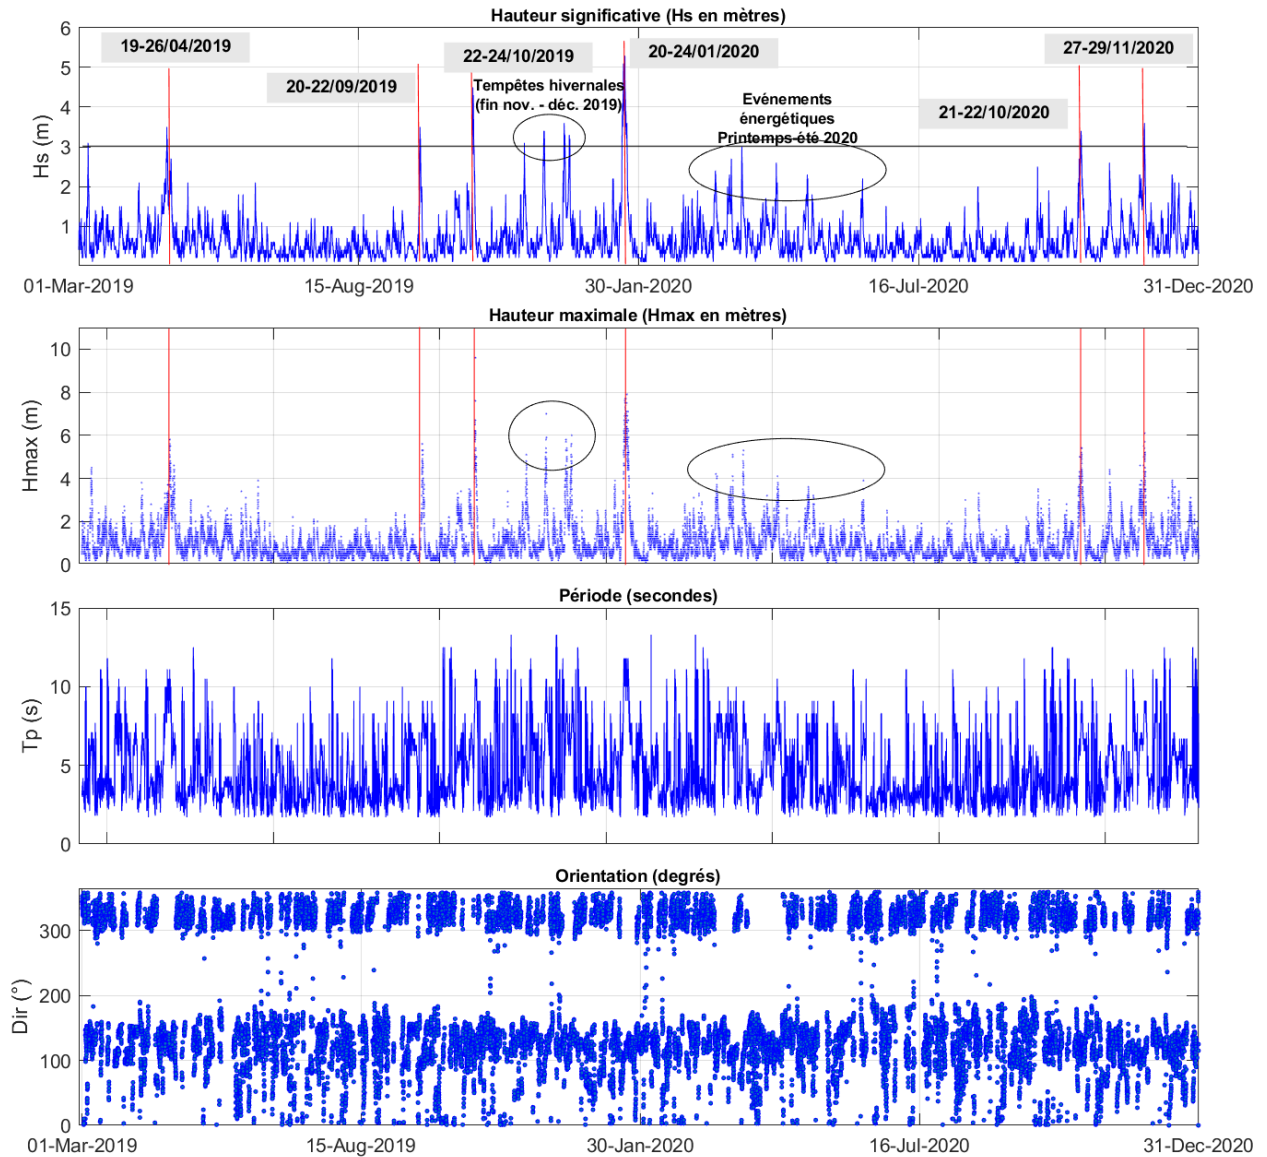 Hauteur significative (Hs en mètres)
6
5
4
3
2
1
Hs (m)
19-26/04/2019
20-22/09/2019
22-24/10/2019
Tempêtes hivernales
(fin nov. - déc. 2019)
20-24/01/2020
Evénements
énergétiques
Printemps-été 2020
21-22/10/2020
27-29/11/2020
01-Mar-2019
15-Aug-2019
30-Jan-2020
16-Jul-2020
31-Dec-2020
Hauteur maximale (Hmax en mètres)
10
8
6
4
2
0
Hmax (m)
Période (secondes)
15
10
5
0
Tp (s)
Orientation (degrés)
300
200
100
0
Dir (°)
01-Mar-2019
15-Aug-2019
30-Jan-2020
16-Jul-2020
31-Dec-2020